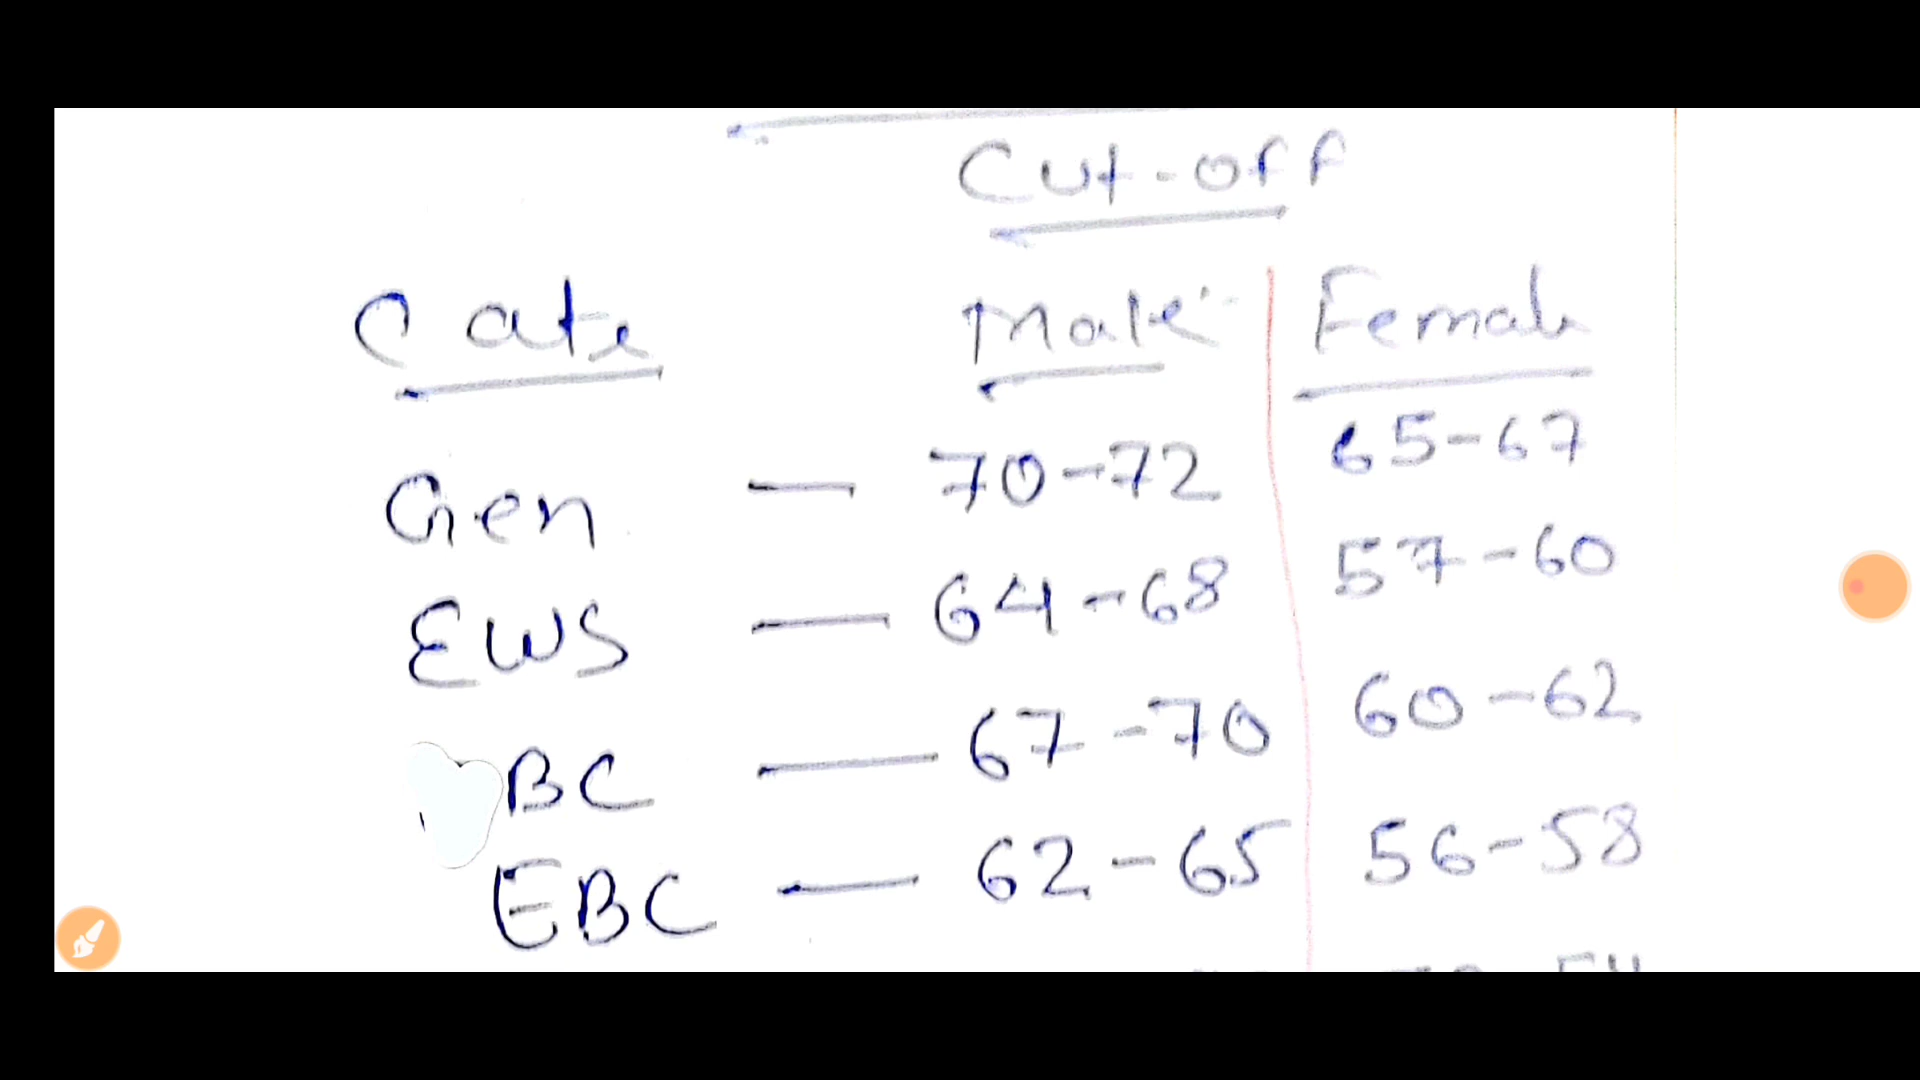 Cut-off
Cate Male Female
Gen — 70-72 65-67
EWS — 64-68 57-60
BC — 67-70 60-62
EBC — 62-65 56-58